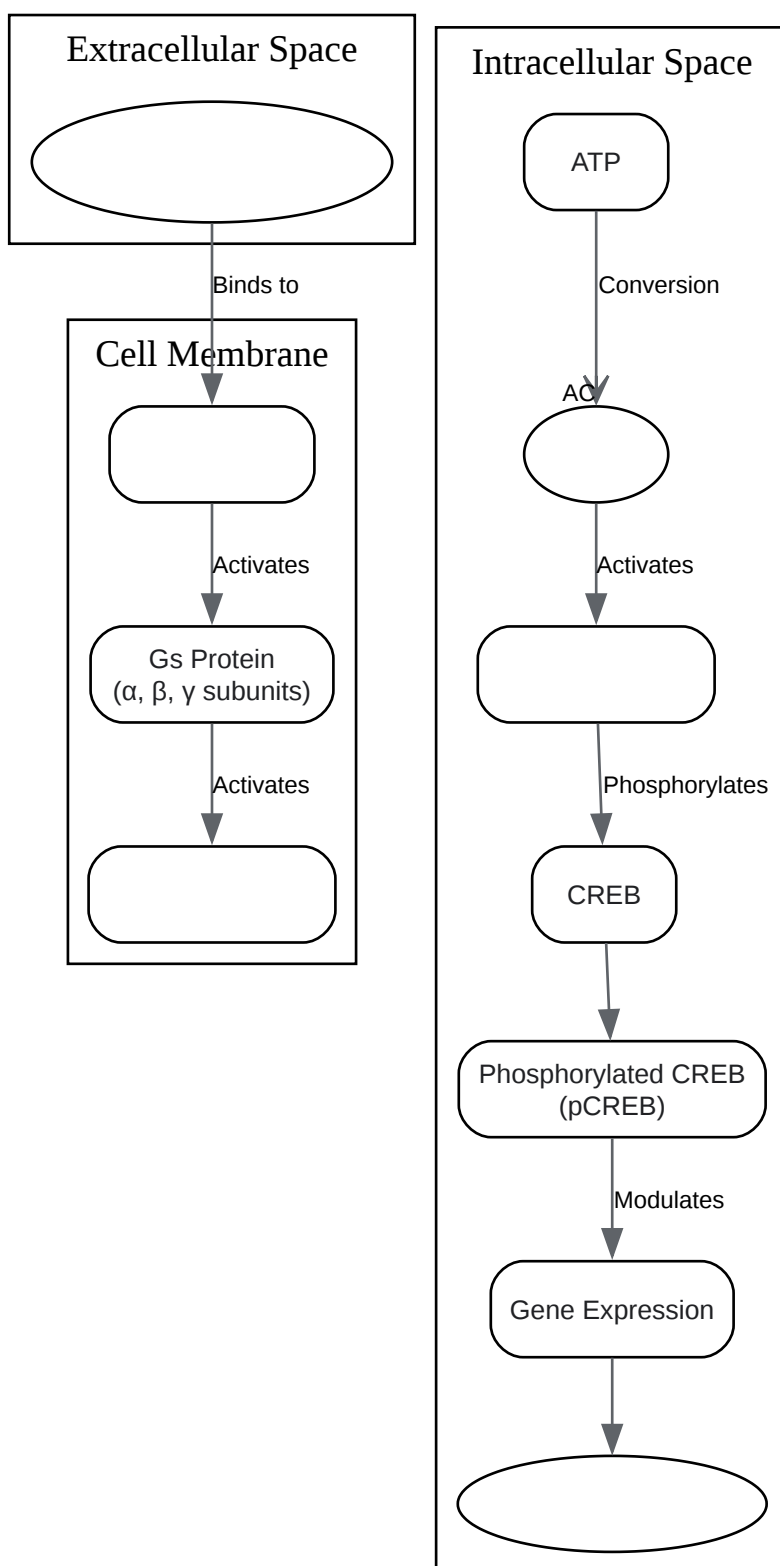 Extracellular Space
Binds to
Cell Membrane
Activates
Gs Protein
(α, β, γ subunits)
Activates
Intracellular Space
ATP
Conversion
AC
Activates
Phosphorylates
CREB
Phosphorylated CREB
(pCREB)
Modulates
Gene Expression